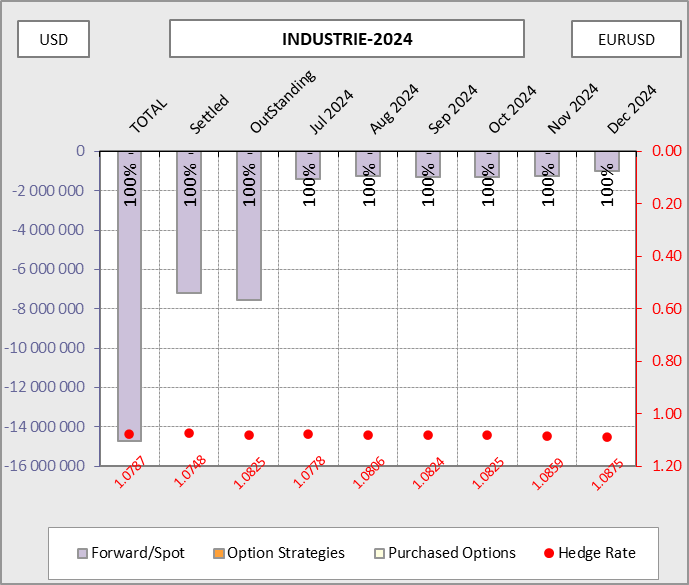 USD
INDUSTRIE-2024
EURUSD
TOTAL
Settled
OutStanding
Jul 2024
Aug 2024
Sep 2024
Oct 2024
Nov 2024
Dec 2024
0
-2 000 000
-4 000 000
-6 000 000
-8 000 000
-10 000 000
-12 000 000
-14 000 000
-16 000 000
100%
100%
100%
100%
100%
100%
100%
100%
100%
0.00
0.20
0.40
0.60
0.80
1.00
1.20
1.0787
1.0748
1.0825
1.0778
1.0806
1.0824
1.0825
1.0859
1.0875
Forward/Spot
Option Strategies
Purchased Options
Hedge Rate